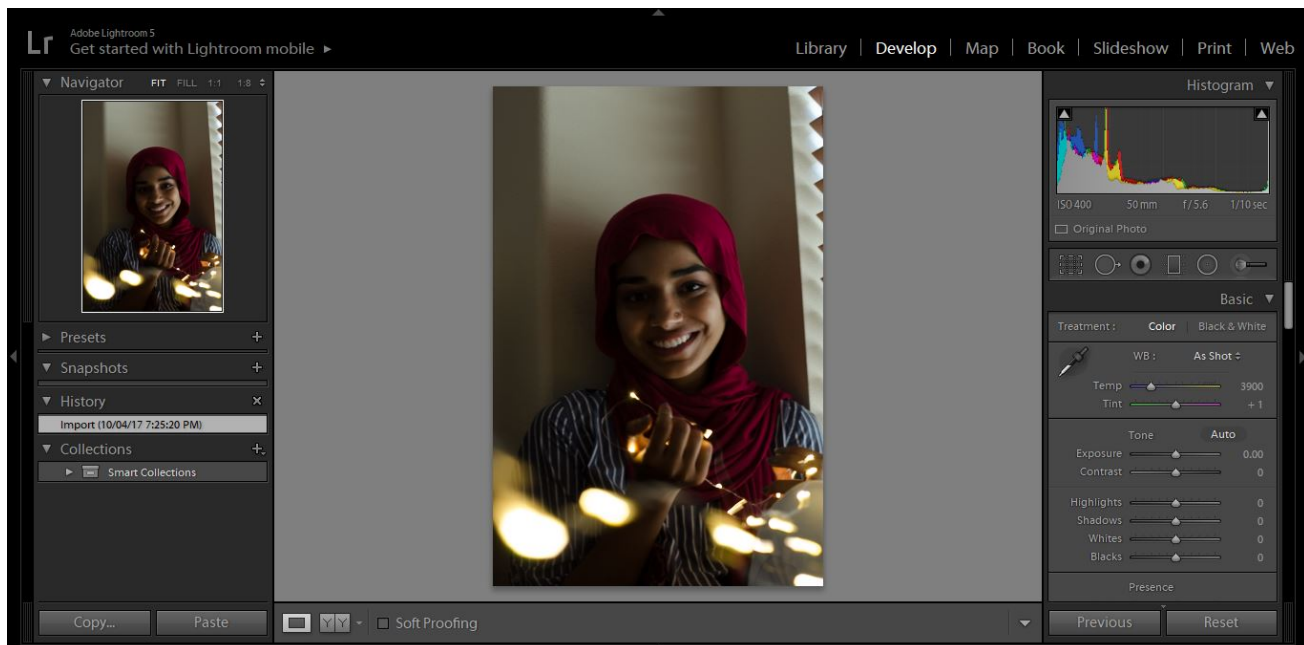 Lr
Adobe Lightroom 5
Get started with Lightroom mobile
Library | Develop | Map | Book | Slideshow | Print | Web
Navigator FIT FILL 1:1 1:8
Presets +
Snapshots +
History ×
Import (10/04/17 7:25:20 PM)
Collections +
Smart Collections
Copy... Paste
Soft Proofing
Histogram
ISO 400 50 mm f/5.6 1/10 sec
Original Photo
Basic
Treatment : Color | Black & White
WB : As Shot
Temp 3900
Tint + 1
Tone Auto
Exposure 0.00
Contrast 0
Highlights 0
Shadows 0
Whites 0
Blacks 0
Presence
Previous Reset